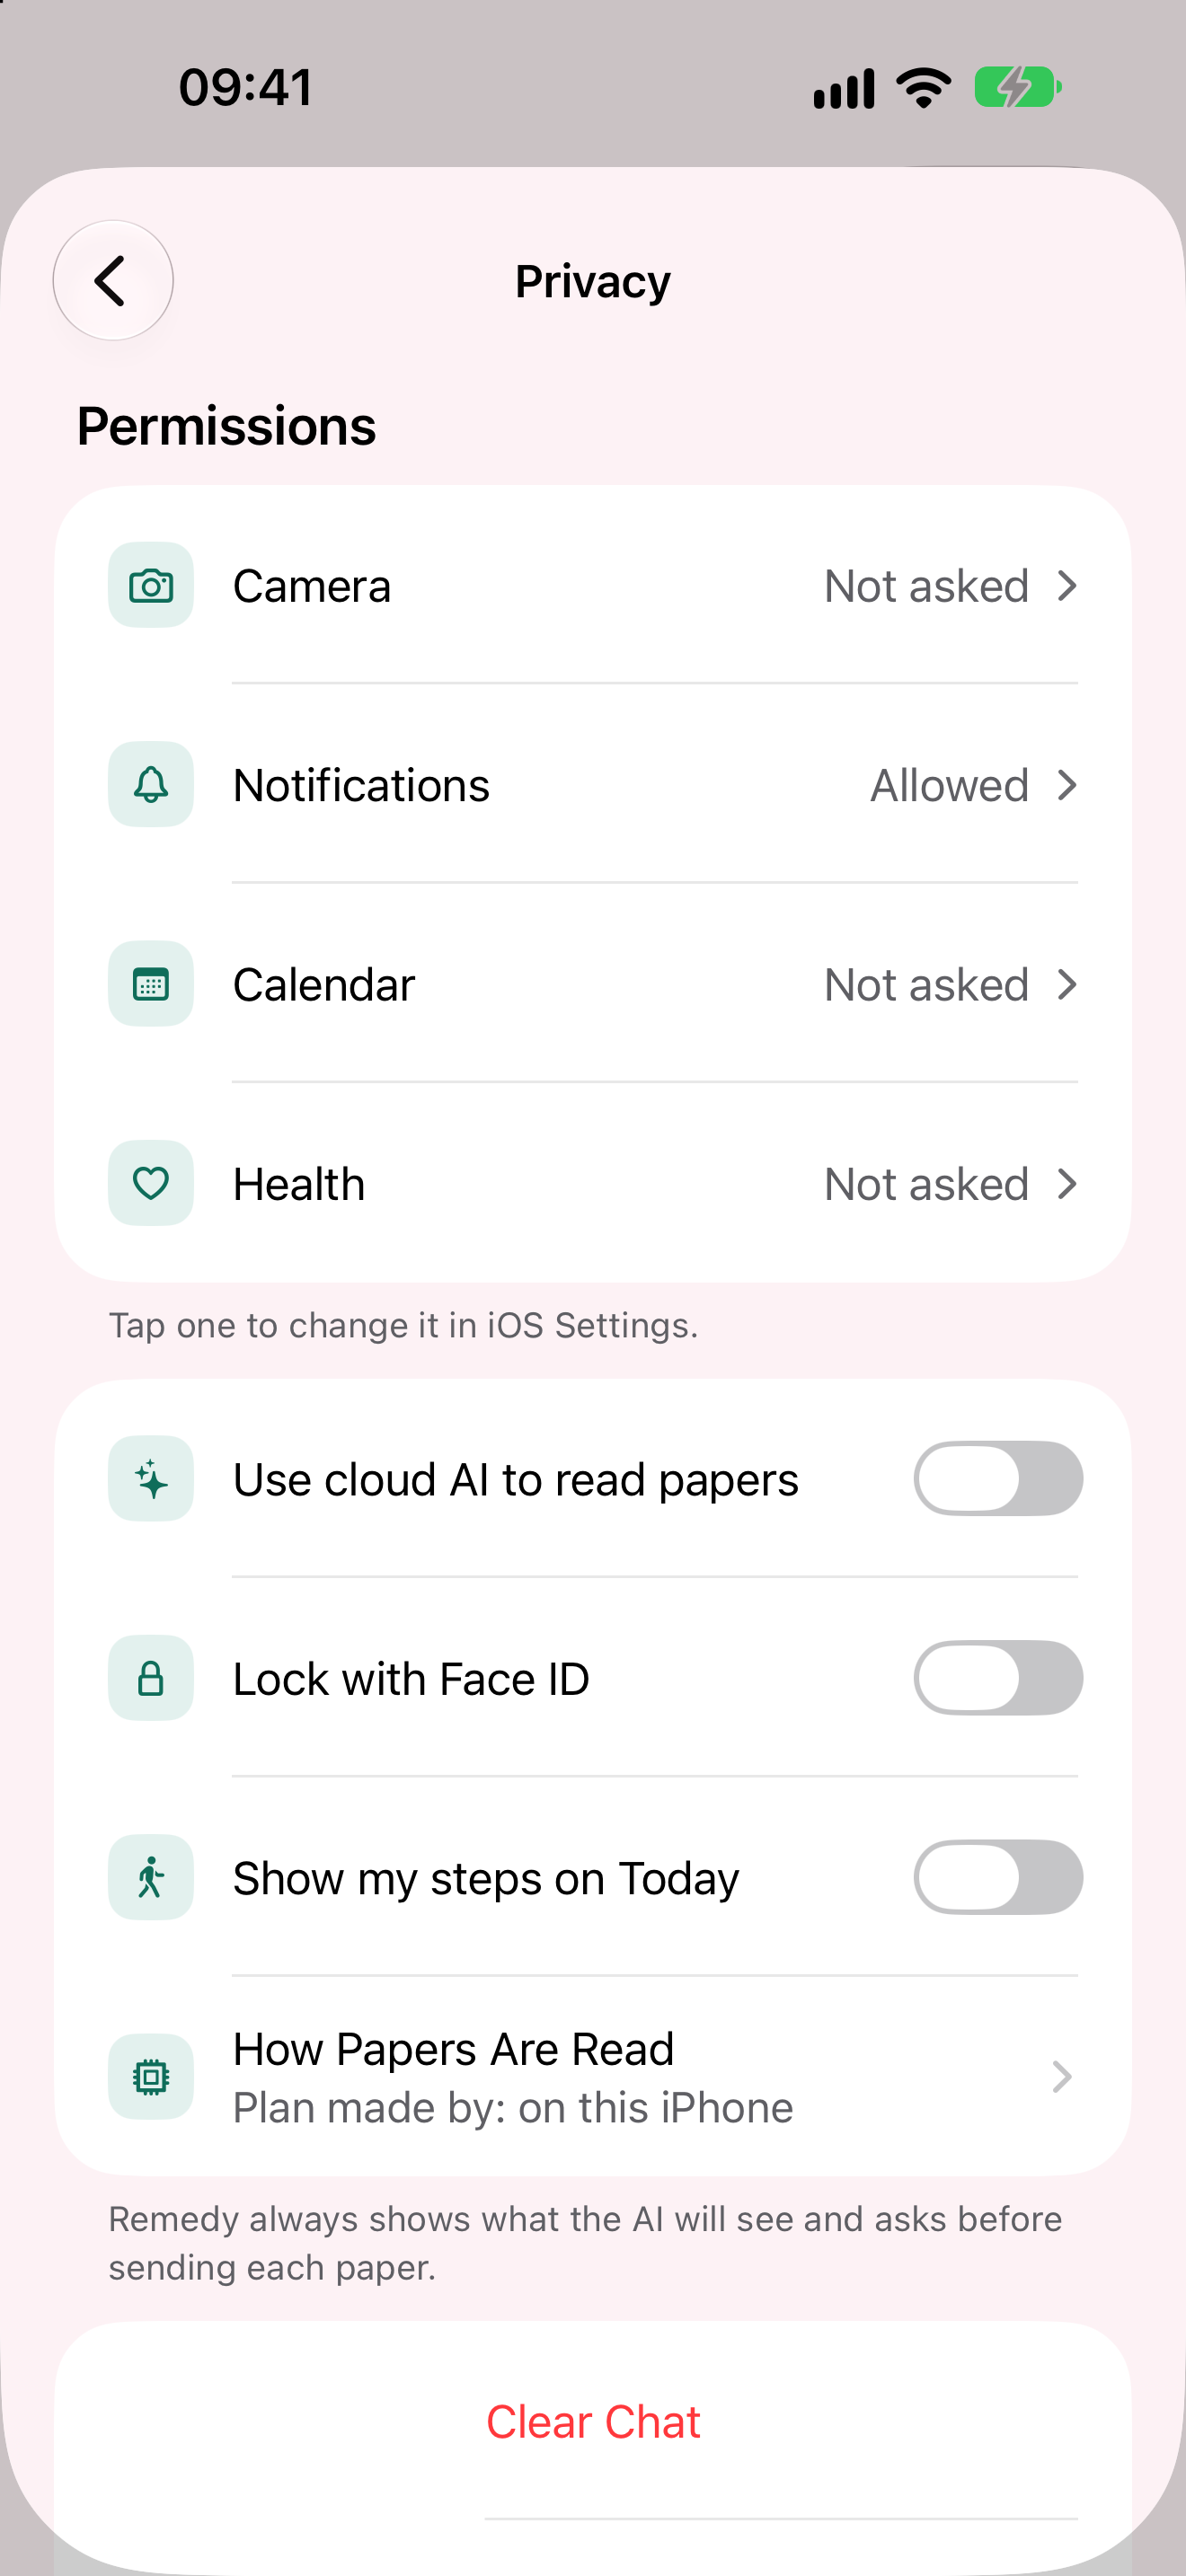 09:41
Privacy
Permissions
Camera Not asked
Notifications Allowed
Calendar Not asked
Health Not asked
Tap one to change it in iOS Settings.
Use cloud AI to read papers
Lock with Face ID
Show my steps on Today
How Papers Are Read
Plan made by: on this iPhone
Remedy always shows what the AI will see and asks before
sending each paper.
Clear Chat